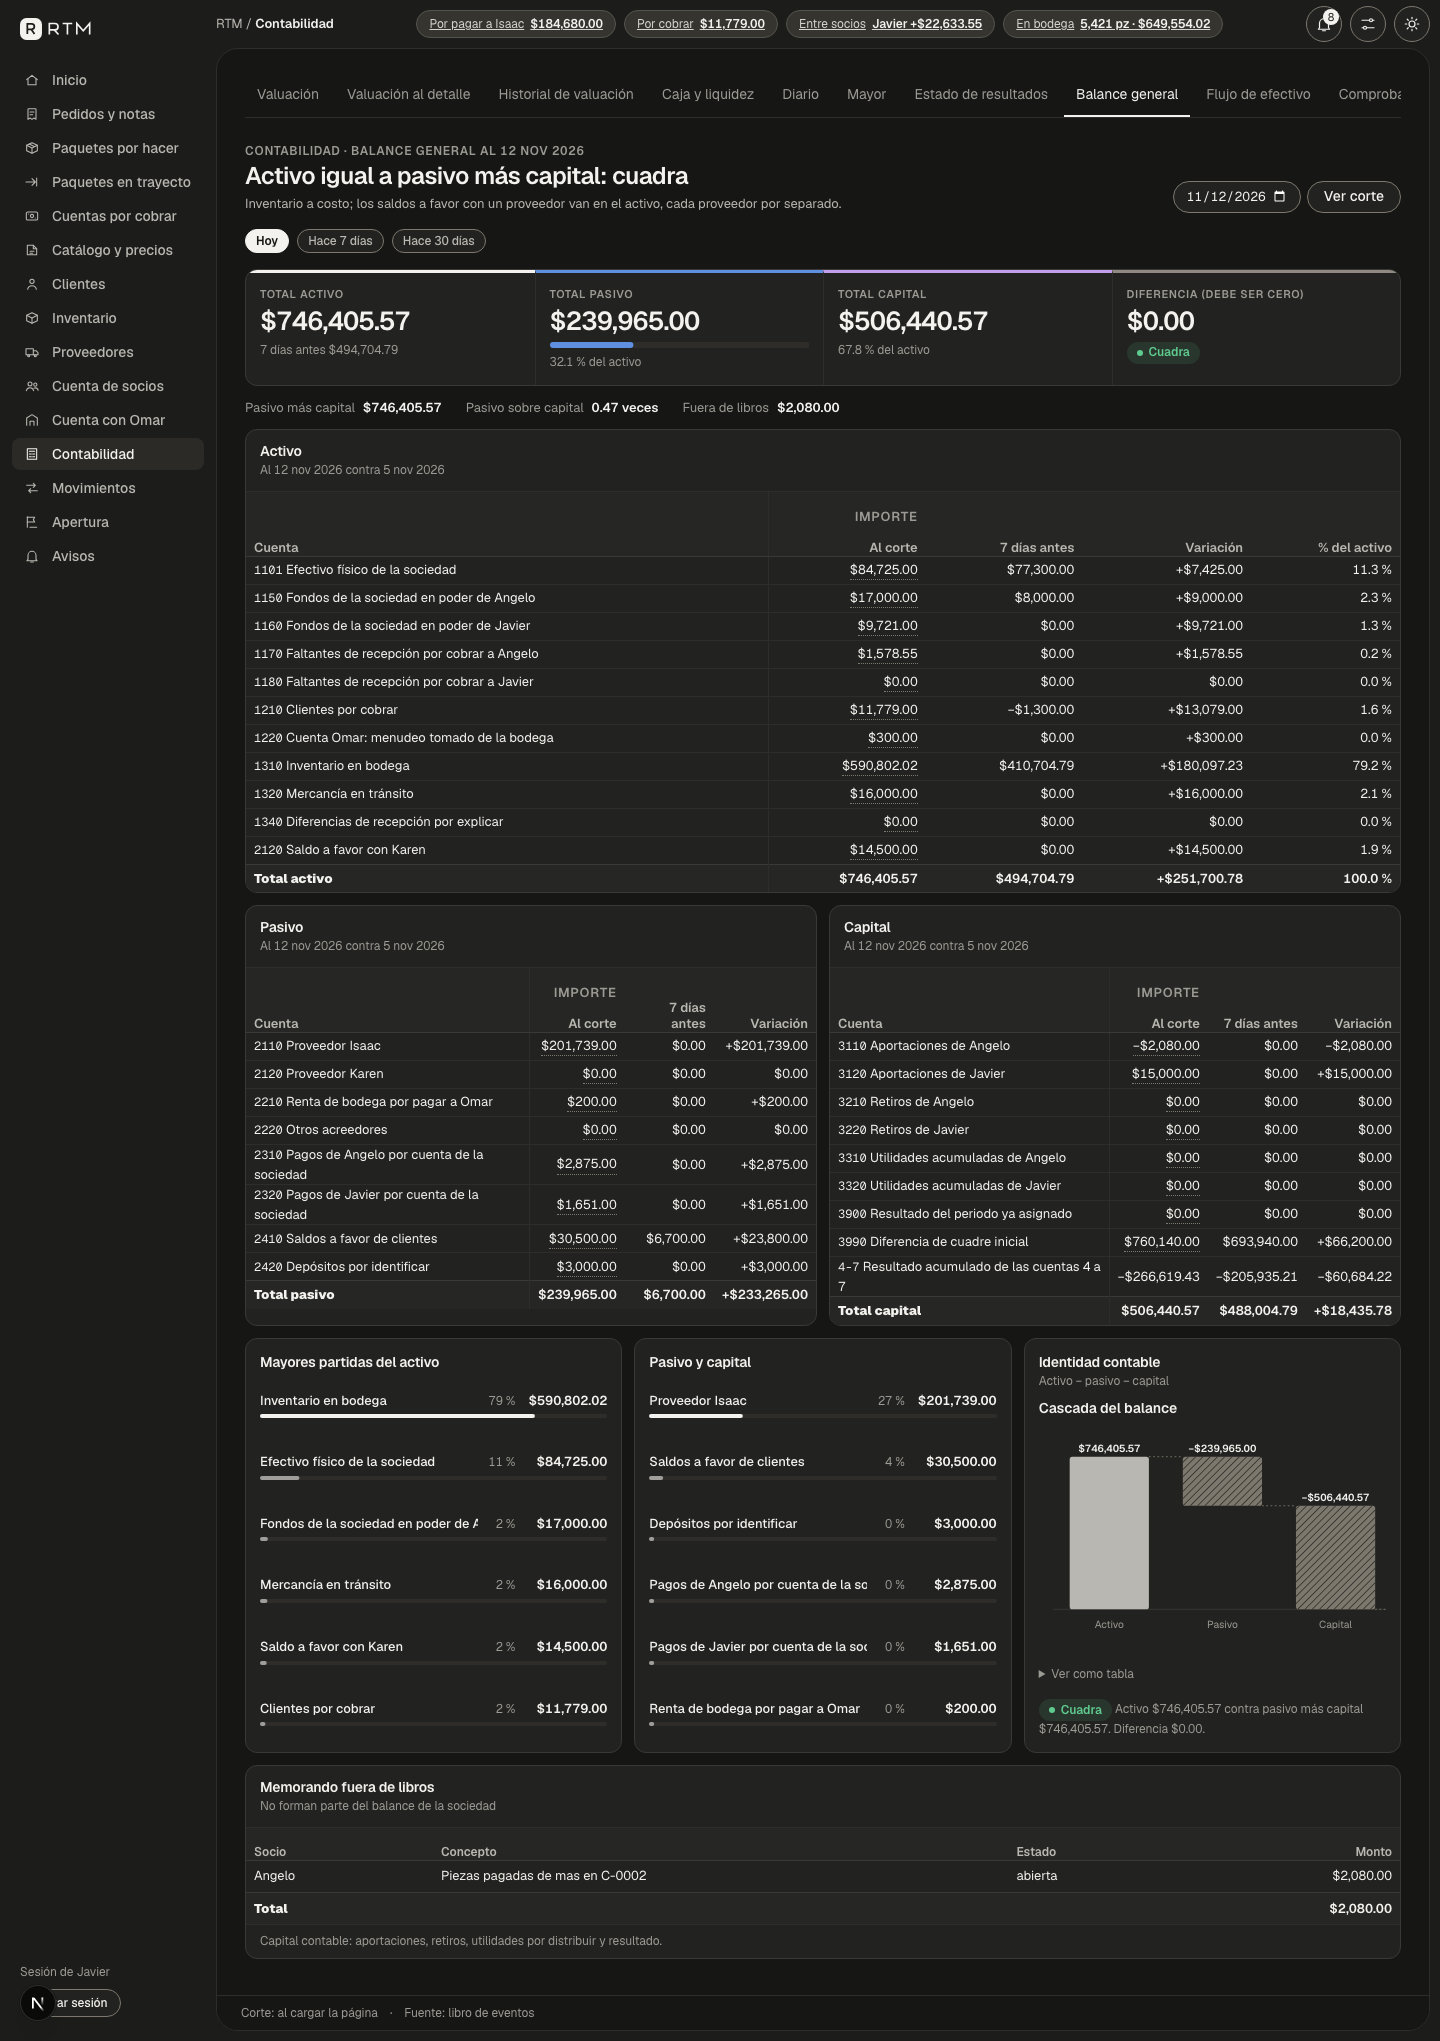 R RTM
RTM / Contabilidad
Por pagar a Isaac $184,680.00
Por cobrar $11,779.00
Entre socios Javier +$22,633.55
En bodega 5,421 pz · $649,554.02
8
Inicio
Pedidos y notas
Paquetes por hacer
Paquetes en trayecto
Cuentas por cobrar
Catálogo y precios
Clientes
Inventario
Proveedores
Cuenta de socios
Cuenta con Omar
Contabilidad
Movimientos
Apertura
Avisos
Valuación Valuación al detalle Historial de valuación Caja y liquidez Diario Mayor Estado de resultados Balance general Flujo de efectivo Comproba
CONTABILIDAD · BALANCE GENERAL AL 12 NOV 2026
Activo igual a pasivo más capital: cuadra
Inventario a costo; los saldos a favor con un proveedor van en el activo, cada proveedor por separado.
11/12/2026 Ver corte
Hoy Hace 7 días Hace 30 días
TOTAL ACTIVO
$746,405.57
7 días antes $494,704.79
TOTAL PASIVO
$239,965.00
32.1 % del activo
TOTAL CAPITAL
$506,440.57
67.8 % del activo
DIFERENCIA (DEBE SER CERO)
$0.00
Cuadra
Pasivo más capital $746,405.57 Pasivo sobre capital 0.47 veces Fuera de libros $2,080.00
Activo
Al 12 nov 2026 contra 5 nov 2026
IMPORTE
Cuenta Al corte 7 días antes Variación % del activo
1101 Efectivo físico de la sociedad $84,725.00 $77,300.00 +$7,425.00 11.3 %
1150 Fondos de la sociedad en poder de Angelo $17,000.00 $8,000.00 +$9,000.00 2.3 %
1160 Fondos de la sociedad en poder de Javier $9,721.00 $0.00 +$9,721.00 1.3 %
1170 Faltantes de recepción por cobrar a Angelo $1,578.55 $0.00 +$1,578.55 0.2 %
1180 Faltantes de recepción por cobrar a Javier $0.00 $0.00 $0.00 0.0 %
1210 Clientes por cobrar $11,779.00 −$1,300.00 +$13,079.00 1.6 %
1220 Cuenta Omar: menudeo tomado de la bodega $300.00 $0.00 +$300.00 0.0 %
1310 Inventario en bodega $590,802.02 $410,704.79 +$180,097.23 79.2 %
1320 Mercancía en tránsito $16,000.00 $0.00 +$16,000.00 2.1 %
1340 Diferencias de recepción por explicar $0.00 $0.00 $0.00 0.0 %
2120 Saldo a favor con Karen $14,500.00 $0.00 +$14,500.00 1.9 %
Total activo $746,405.57 $494,704.79 +$251,700.78 100.0 %
Pasivo
Al 12 nov 2026 contra 5 nov 2026
IMPORTE
7 días
Cuenta Al corte antes Variación
2110 Proveedor Isaac $201,739.00 $0.00 +$201,739.00
2120 Proveedor Karen $0.00 $0.00 $0.00
2210 Renta de bodega por pagar a Omar $200.00 $0.00 +$200.00
2220 Otros acreedores $0.00 $0.00 $0.00
2310 Pagos de Angelo por cuenta de la
sociedad $2,875.00 $0.00 +$2,875.00
2320 Pagos de Javier por cuenta de la
sociedad $1,651.00 $0.00 +$1,651.00
2410 Saldos a favor de clientes $30,500.00 $6,700.00 +$23,800.00
2420 Depósitos por identificar $3,000.00 $0.00 +$3,000.00
Total pasivo $239,965.00 $6,700.00 +$233,265.00
Capital
Al 12 nov 2026 contra 5 nov 2026
IMPORTE
Cuenta Al corte 7 días antes Variación
3110 Aportaciones de Angelo −$2,080.00 $0.00 −$2,080.00
3120 Aportaciones de Javier $15,000.00 $0.00 +$15,000.00
3210 Retiros de Angelo $0.00 $0.00 $0.00
3220 Retiros de Javier $0.00 $0.00 $0.00
3310 Utilidades acumuladas de Angelo $0.00 $0.00 $0.00
3320 Utilidades acumuladas de Javier $0.00 $0.00 $0.00
3900 Resultado del periodo ya asignado $0.00 $0.00 $0.00
3990 Diferencia de cuadre inicial $760,140.00 $693,940.00 +$66,200.00
4-7 Resultado acumulado de las cuentas 4 a
7 −$266,619.43 −$205,935.21 −$60,684.22
Total capital $506,440.57 $488,004.79 +$18,435.78
Mayores partidas del activo
Inventario en bodega 79 % $590,802.02
Efectivo físico de la sociedad 11 % $84,725.00
Fondos de la sociedad en poder de A 2 % $17,000.00
Mercancía en tránsito 2 % $16,000.00
Saldo a favor con Karen 2 % $14,500.00
Clientes por cobrar 2 % $11,779.00
Pasivo y capital
Proveedor Isaac 27 % $201,739.00
Saldos a favor de clientes 4 % $30,500.00
Depósitos por identificar 0 % $3,000.00
Pagos de Angelo por cuenta de la so 0 % $2,875.00
Pagos de Javier por cuenta de la soc 0 % $1,651.00
Renta de bodega por pagar a Omar 0 % $200.00
Identidad contable
Activo − pasivo − capital
Cascada del balance
$746,405.57 −$239,965.00
−$506,440.57
Activo Pasivo Capital
Ver como tabla
Cuadra Activo $746,405.57 contra pasivo más capital
$746,405.57. Diferencia $0.00.
Memorando fuera de libros
No forman parte del balance de la sociedad
Socio Concepto Estado Monto
Angelo Piezas pagadas de mas en C-0002 abierta $2,080.00
Total $2,080.00
Capital contable: aportaciones, retiros, utilidades por distribuir y resultado.
Sesión de Javier
N ar sesión
Corte: al cargar la página · Fuente: libro de eventos